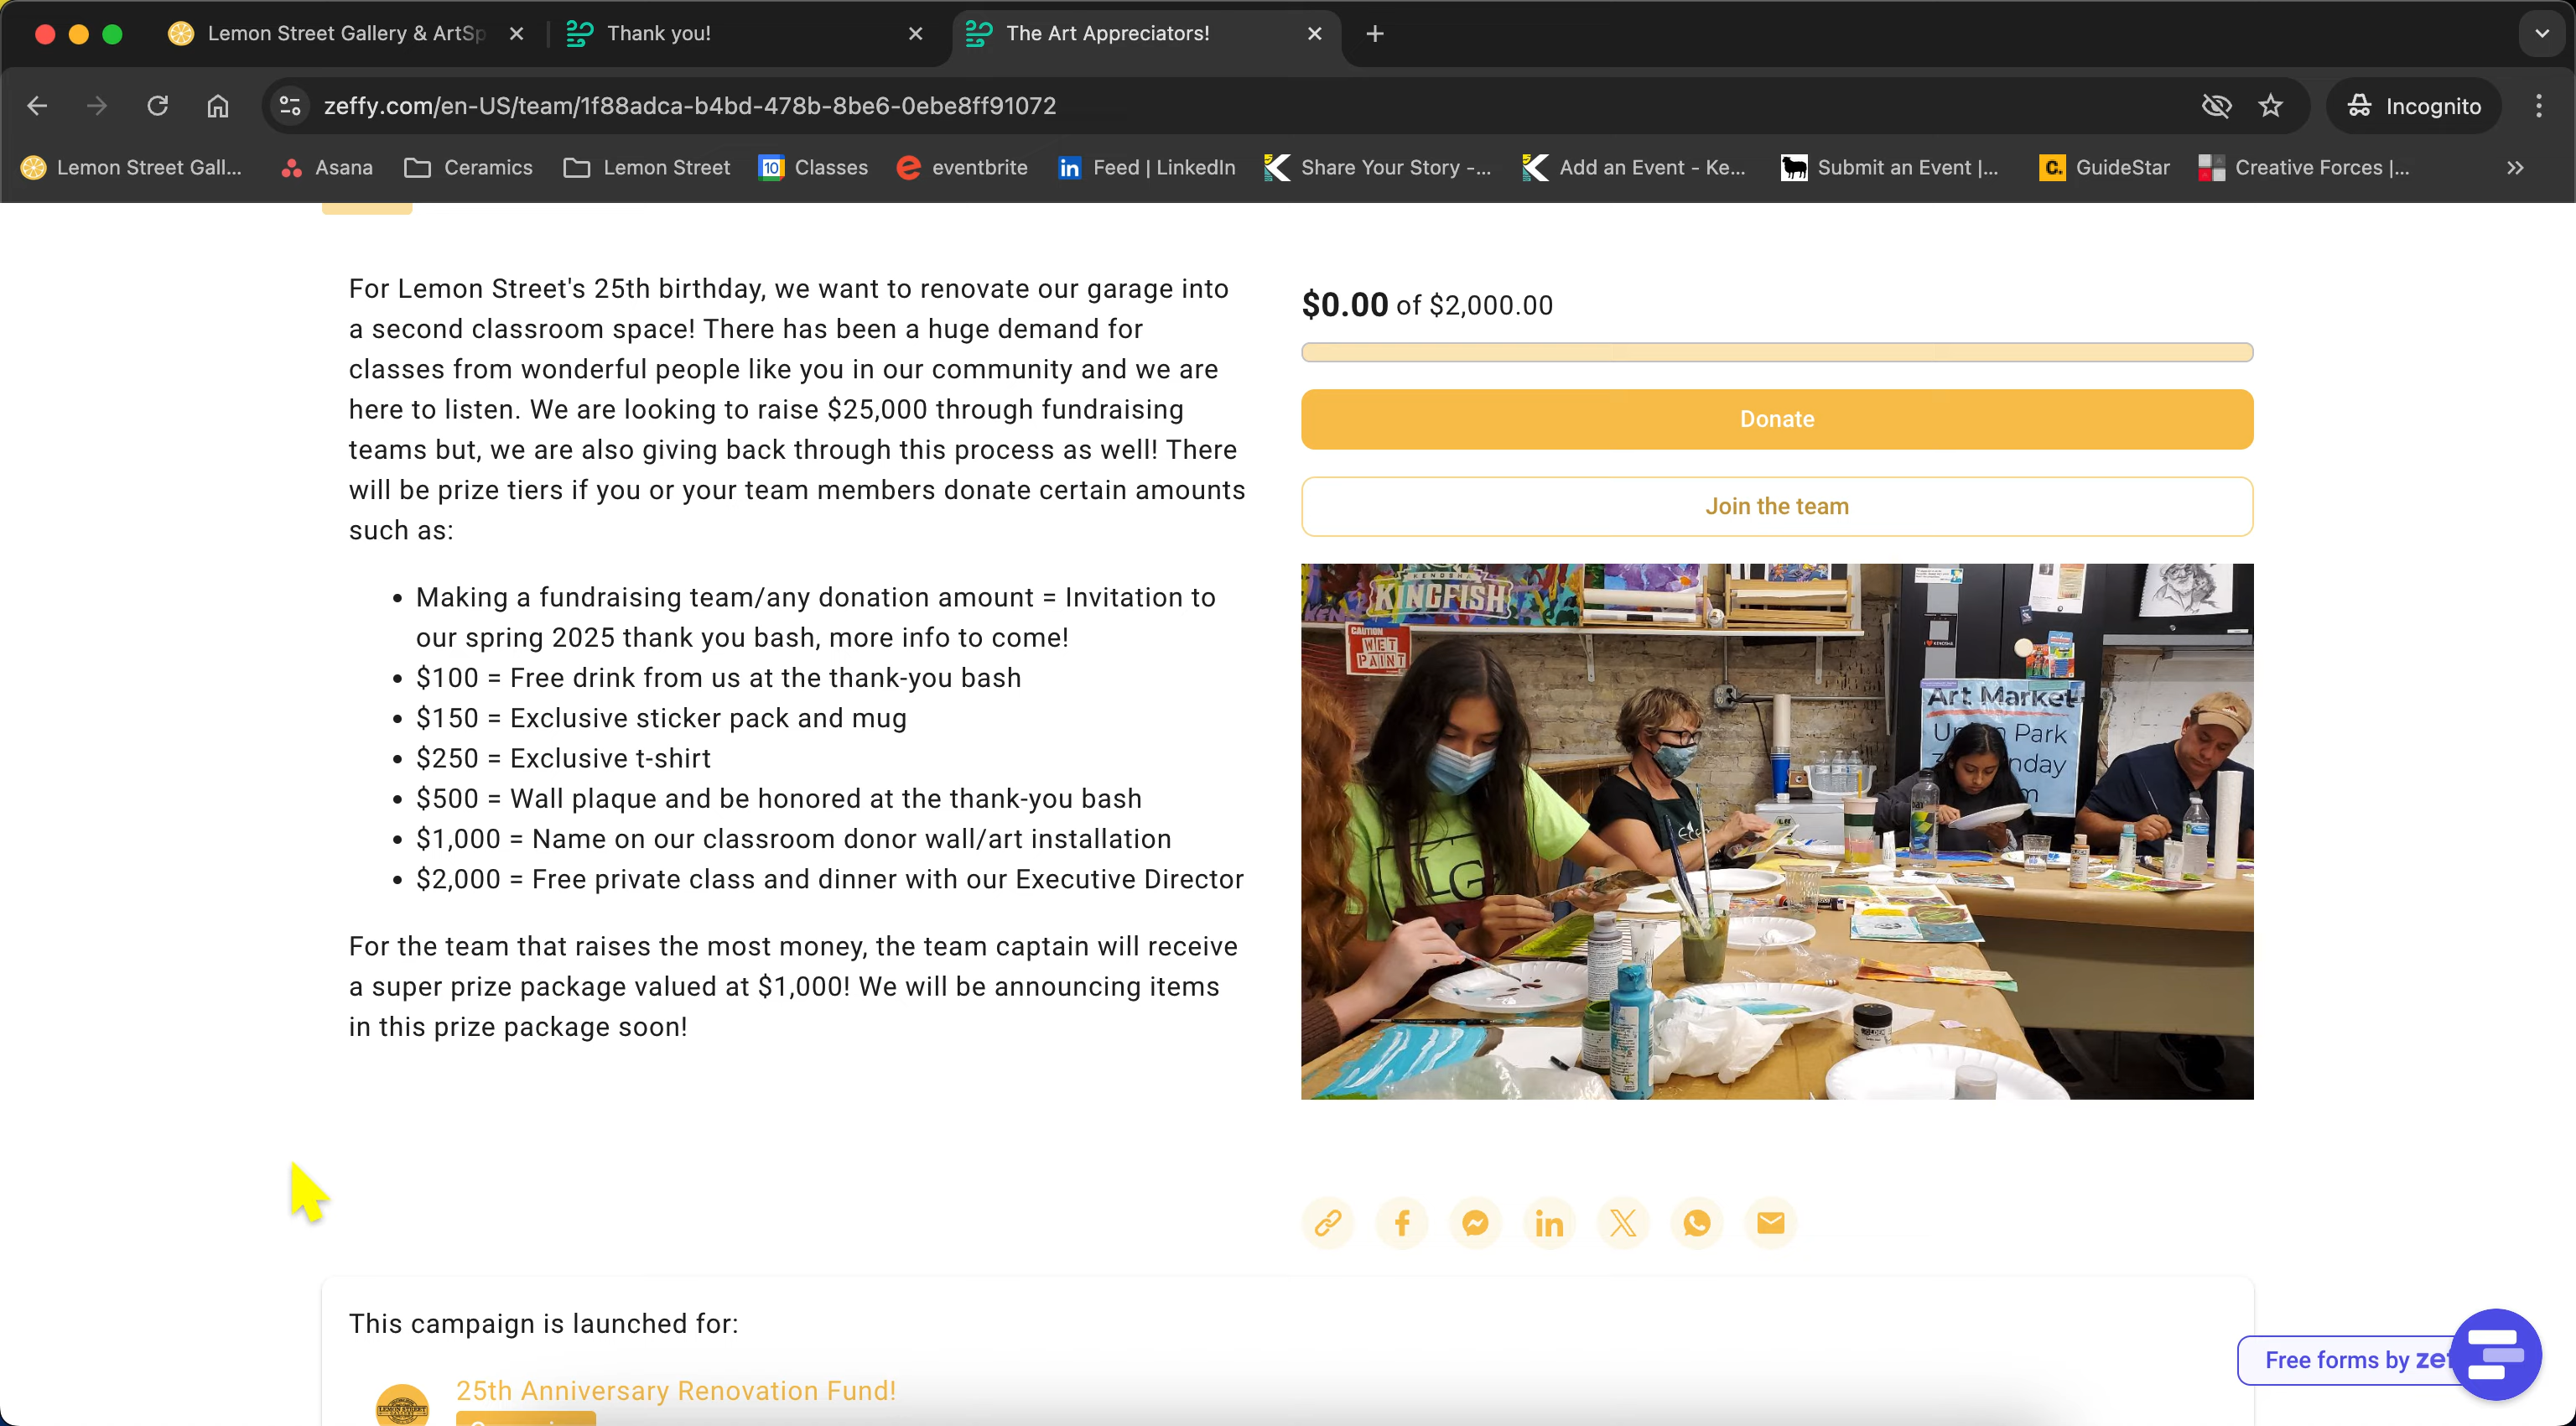 Lemon Street Gallery & ArtSp
Thank you!
The Art Appreciators!
zeffy.com/en-US/team/1f88adca-b4bd-478b-8be6-0ebe8ff91072
Incognito
Lemon Street Gall...
Asana
Ceramics
Lemon Street
10
Classes
eventbrite
Feed | LinkedIn
Share Your Story -...
Add an Event - Ke...
Submit an Event |...
GuideStar
Creative Forces |...
For Lemon Street's 25th birthday, we want to renovate our garage into
a second classroom space! There has been a huge demand for
classes from wonderful people like you in our community and we are
here to listen. We are looking to raise $25,000 through fundraising
teams but, we are also giving back through this process as well! There
will be prize tiers if you or your team members donate certain amounts
such as:
• Making a fundraising team/any donation amount = Invitation to
our spring 2025 thank you bash, more info to come!
• $100 = Free drink from us at the thank-you bash
• $150 = Exclusive sticker pack and mug
• $250 = Exclusive t-shirt
• $500 = Wall plaque and be honored at the thank-you bash
• $1,000 = Name on our classroom donor wall/art installation
• $2,000 = Free private class and dinner with our Executive Director
For the team that raises the most money, the team captain will receive
a super prize package valued at $1,000! We will be announcing items
in this prize package soon!
$0.00 of $2,000.00
Donate
Join the team
KENOSHA
KINGFISH
CAUTION
WET
PAINT
Art Market
Park
LG
This campaign is launched for:
25th Anniversary Renovation Fund!
LEMON STREET
Free forms by zef